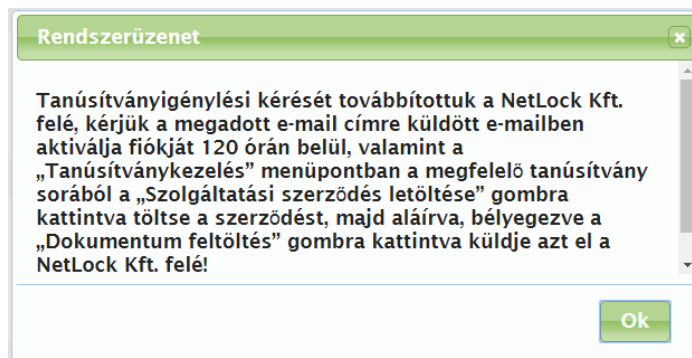 Rendszerüzenet
Tanúsítványigénylési kérését továbbítottuk a NetLock Kft.
felé, kérjük a megadott e-mail címre küldött e-mailben
aktiválja fiókját 120 órán belül, valamint a
„Tanúsítványkezelés” menüpontban a megfelelő tanúsítvány
sorából a „Szolgáltatási szerződés letöltése” gombra
kattintva töltse a szerződést, majd aláírva, bélyegezve a
„Dokumentum feltöltés” gombra kattintva küldje azt el a
NetLock Kft. felé!
Ok